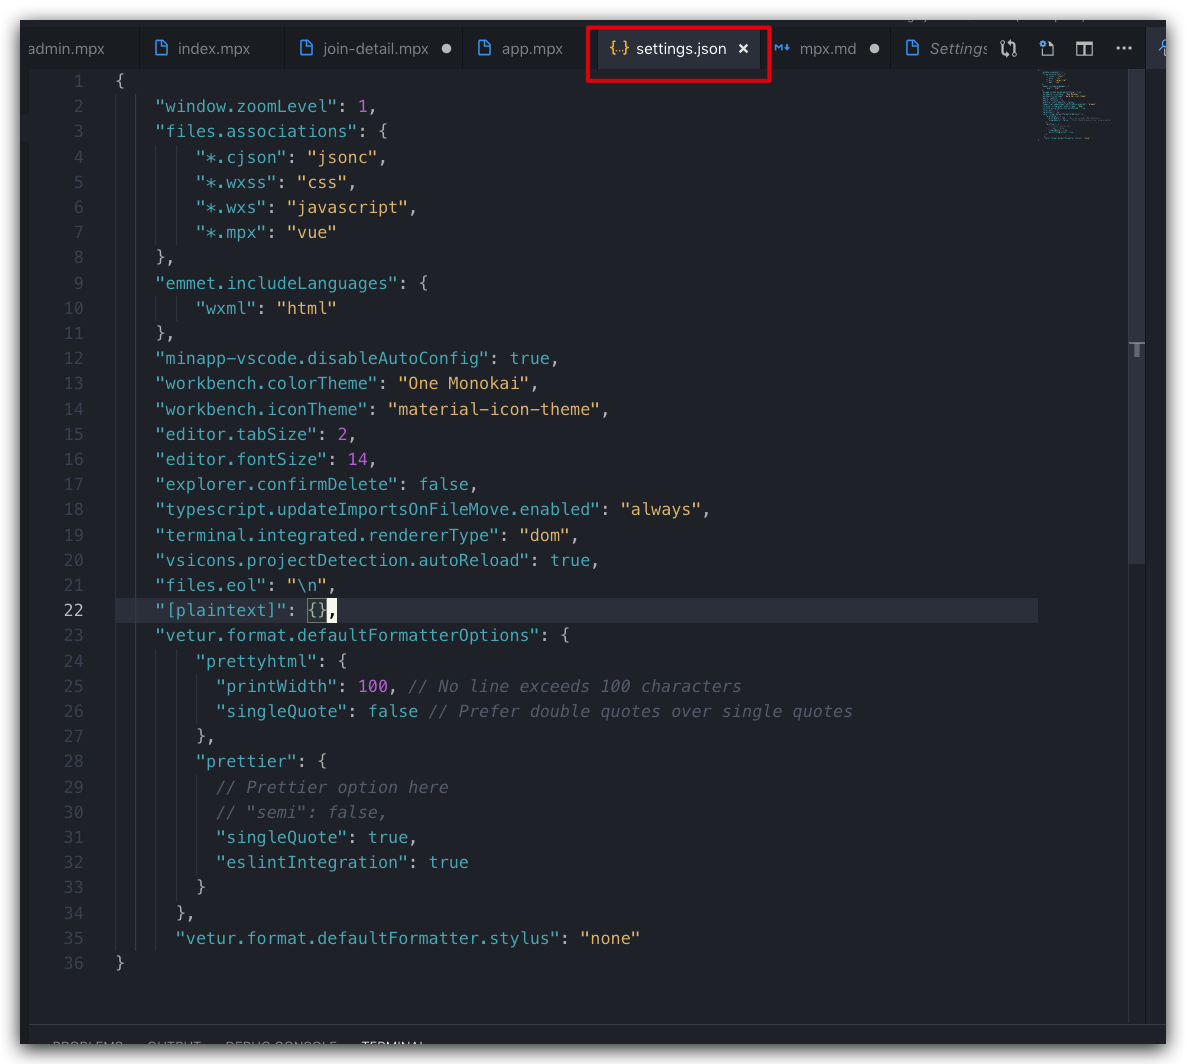 admin.mpx index.mpx join-detail.mpx app.mpx {..} settings.json × mpx.md Settings
1 {
2 "window.zoomLevel": 1,
3 "files.associations": {
4 "*.cjson": "jsonc",
5 "*.wxss": "css",
6 "*.wxs": "javascript",
7 "*.mpx": "vue"
8 },
9 "emmet.includeLanguages": {
10 "wxml": "html"
11 },
12 "minapp-vscode.disableAutoConfig": true,
13 "workbench.colorTheme": "One Monokai",
14 "workbench.iconTheme": "material-icon-theme",
15 "editor.tabSize": 2,
16 "editor.fontSize": 14,
17 "explorer.confirmDelete": false,
18 "typescript.updateImportsOnFileMove.enabled": "always",
19 "terminal.integrated.rendererType": "dom",
20 "vsicons.projectDetection.autoReload": true,
21 "files.eol": "\n",
22 "[plaintext]": {},
23 "vetur.format.defaultFormatterOptions": {
24 "prettyhtml": {
25 "printWidth": 100, // No line exceeds 100 characters
26 "singleQuote": false // Prefer double quotes over single quotes
27 },
28 "prettier": {
29 // Prettier option here
30 // "semi": false,
31 "singleQuote": true,
32 "eslintIntegration": true
33 }
34 },
35 "vetur.format.defaultFormatter.stylus": "none"
36 }
PROBLEMS OUTPUT DEBUG CONSOLE TERMINAL